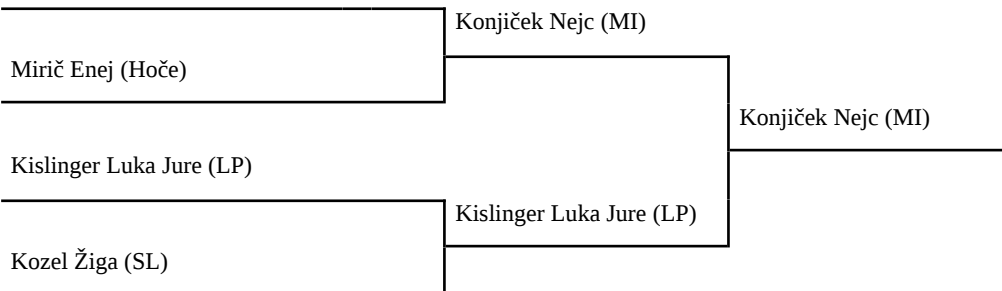 Konjiček Nejc (MI)
Mirič Enej (Hoče)
Konjiček Nejc (MI)
Kislinger Luka Jure (LP)
Kislinger Luka Jure (LP)
Kozel Žiga (SL)